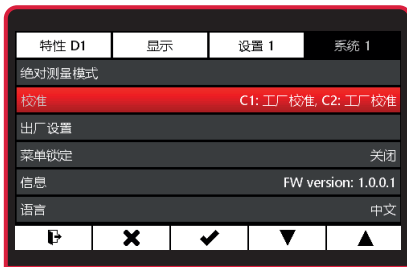 特性 D1 显示 设置 1 系统 1
绝对测量模式
校准 C1: 工厂校准, C2: 工厂校准
出厂设置
菜单锁定 关闭
信息 FW version: 1.0.0.1
语言 中文